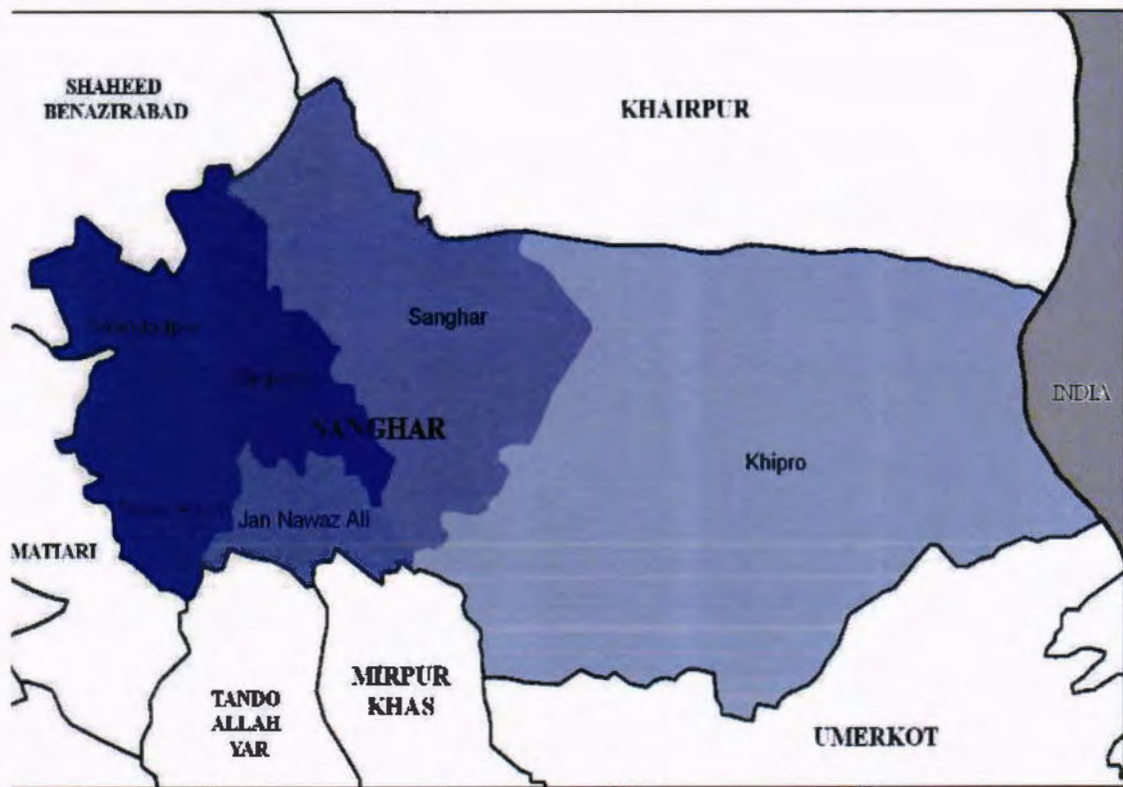 SHAHEED
BENAZIRABAD
KHAIRPUR
Sanghar
INDIA
SANGHAR
Khipro
Jan Nawaz Ali
MATIARI
MIRPUR
KHAS
TANDO
ALLAH
YAR
UMERKOT